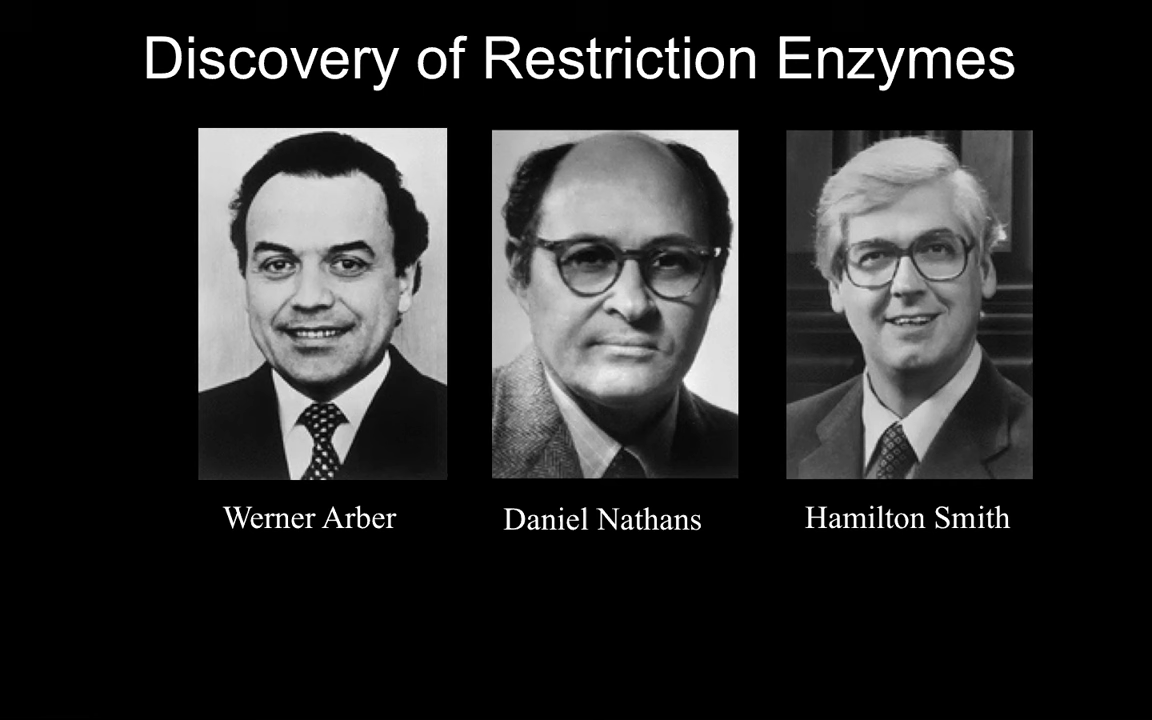 Discovery of Restriction Enzymes
Werner Arber
Daniel Nathans
Hamilton Smith